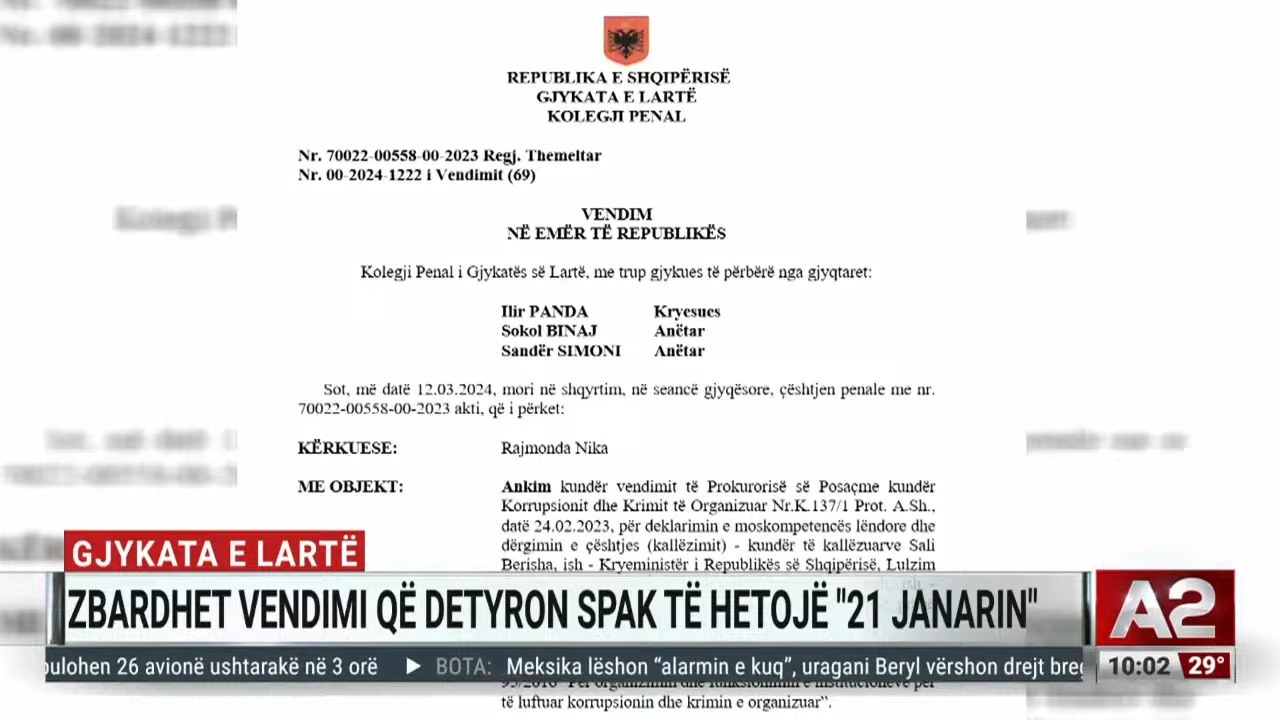 REPUBLIKA E SHQIPËRISË
GJYKATA E LARTË
KOLEGJI PENAL
Nr. 70022-00558-00-2023 Regj. Themeltar
Nr. 00-2024-1222 i Vendimit (69)
VENDIM
NË EMËR TË REPUBLIKËS
Kolegji Penal i Gjykatës së Lartë, me trup gjykues të përbërë nga gjyqtaret:
Ilir PANDA Kryesues
Sokol BINAJ Anëtar
Sandër SIMONI Anëtar
Sot, më datë 12.03.2024, mori në shqyrtim, në seancë gjyqësore, çështjen penale me nr.
70022-00558-00-2023 akti, që i përket:
KËRKUESE: Rajmonda Nika
ME OBJEKT: Ankim kundër vendimit të Prokurorisë së Posaçme kundër
Korrupsionit dhe Krimit të Organizuar Nr.K.137/1 Prot. A.Sh.,
datë 24.02.2023, për deklarimin e moskompetencës lëndore dhe
dërgimin e çështjes (kallëzimit) - kundër të kallëzuarve Sali
Berisha, ish - Kryeministër i Republikës së Shqipërisë, Lulzim
ish -
GJYKATA E LARTË
ZBARDHET VENDIMI QË DETYRON SPAK TË HETOJË "21 JANARIN"
A2
ulohen 26 avionë ushtarakë në 3 orë ▶ BOTA: Meksika lëshon “alarmin e kuq”, uragani Beryl vërshon drejt breg
10:02 29°
të luftuar korrupsionin dhe krimin e organizuar”.